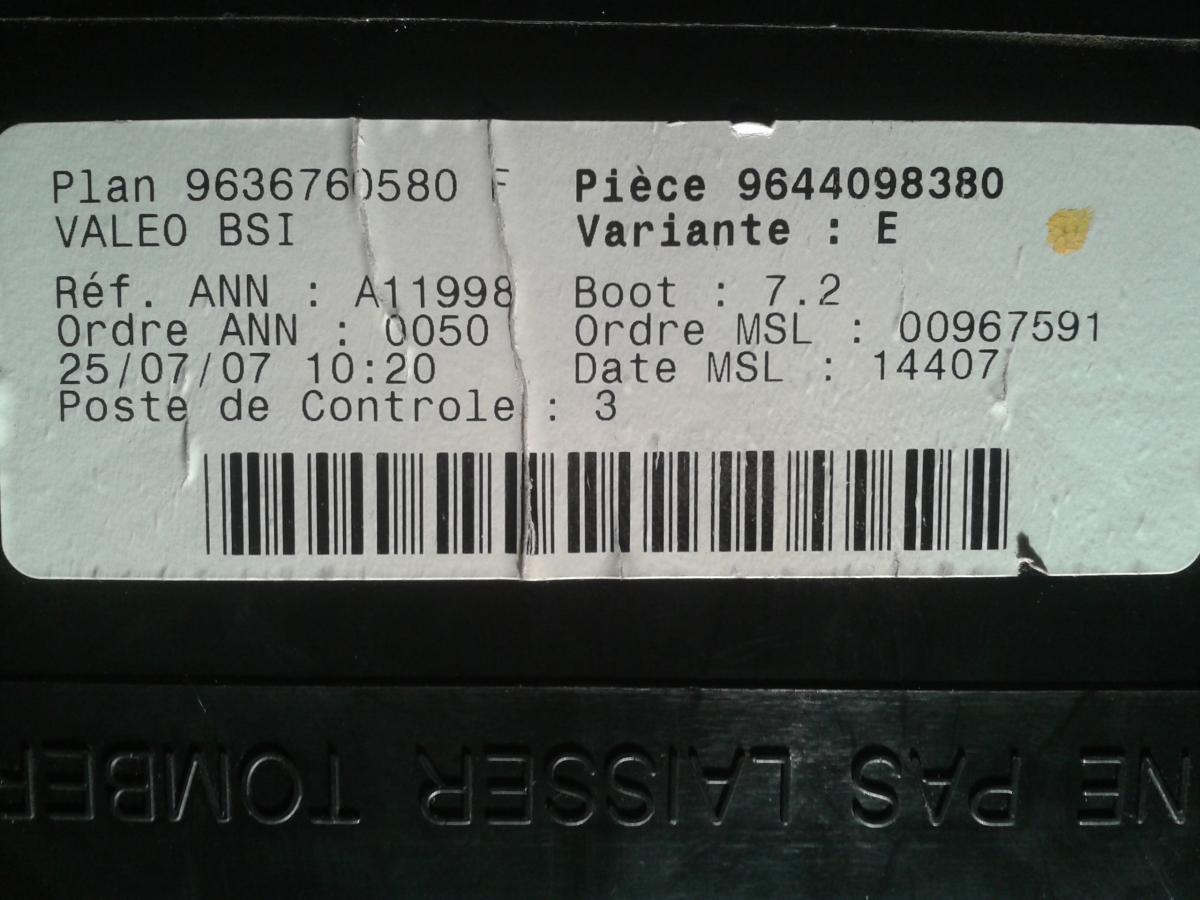 Plan 9636760580 F
VALEO BSI
Pièce 9644098380
Variante : E
Réf. ANN : A11998
Ordre ANN : 0050
25/07/07 10:20
Poste de Controle : 3
Boot : 7.2
Ordre MSL : 00967591
Date MSL : 14407
NE PAS LAISSER TOMBER